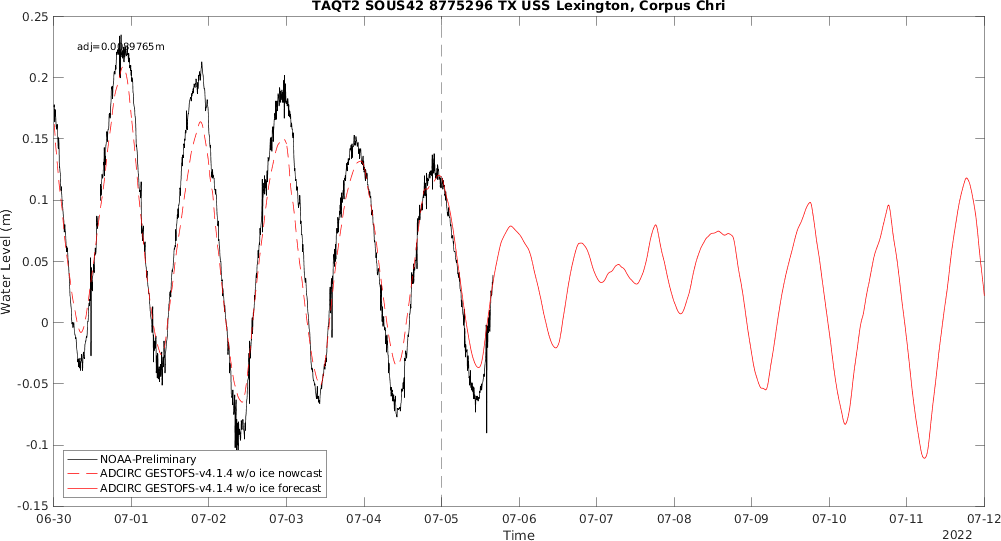 TAQT2 SOUS42 8775296 TX USS Lexington, Corpus Chri
0.25
adj=0.0089765m
0.2
0.15
0.1
0.05
0
-0.05
-0.1
-0.15
Water Level (m)
NOAA-Preliminary
ADCIRC GESTOFS-v4.1.4 w/o ice nowcast
ADCIRC GESTOFS-v4.1.4 w/o ice forecast
06-30 07-01 07-02 07-03 07-04 07-05 07-06 07-07 07-08 07-09 07-10 07-11 07-12
Time
2022